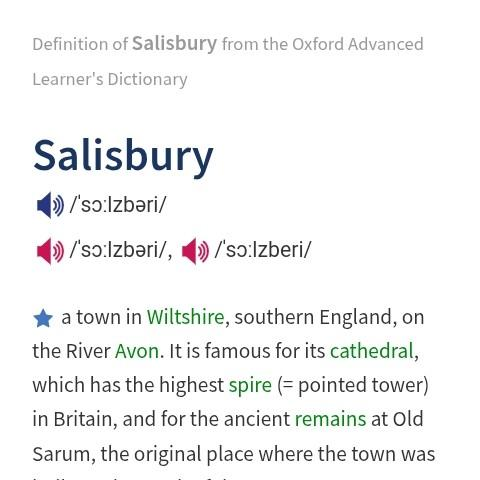 Definition of Salisbury from the Oxford Advanced
Learner's Dictionary
Salisbury
/ˈsɔːlzbəri/
/ˈsɔːlzbəri/, /ˈsɔːlzberi/
a town in Wiltshire, southern England, on
the River Avon. It is famous for its cathedral,
which has the highest spire (= pointed tower)
in Britain, and for the ancient remains at Old
Sarum, the original place where the town was